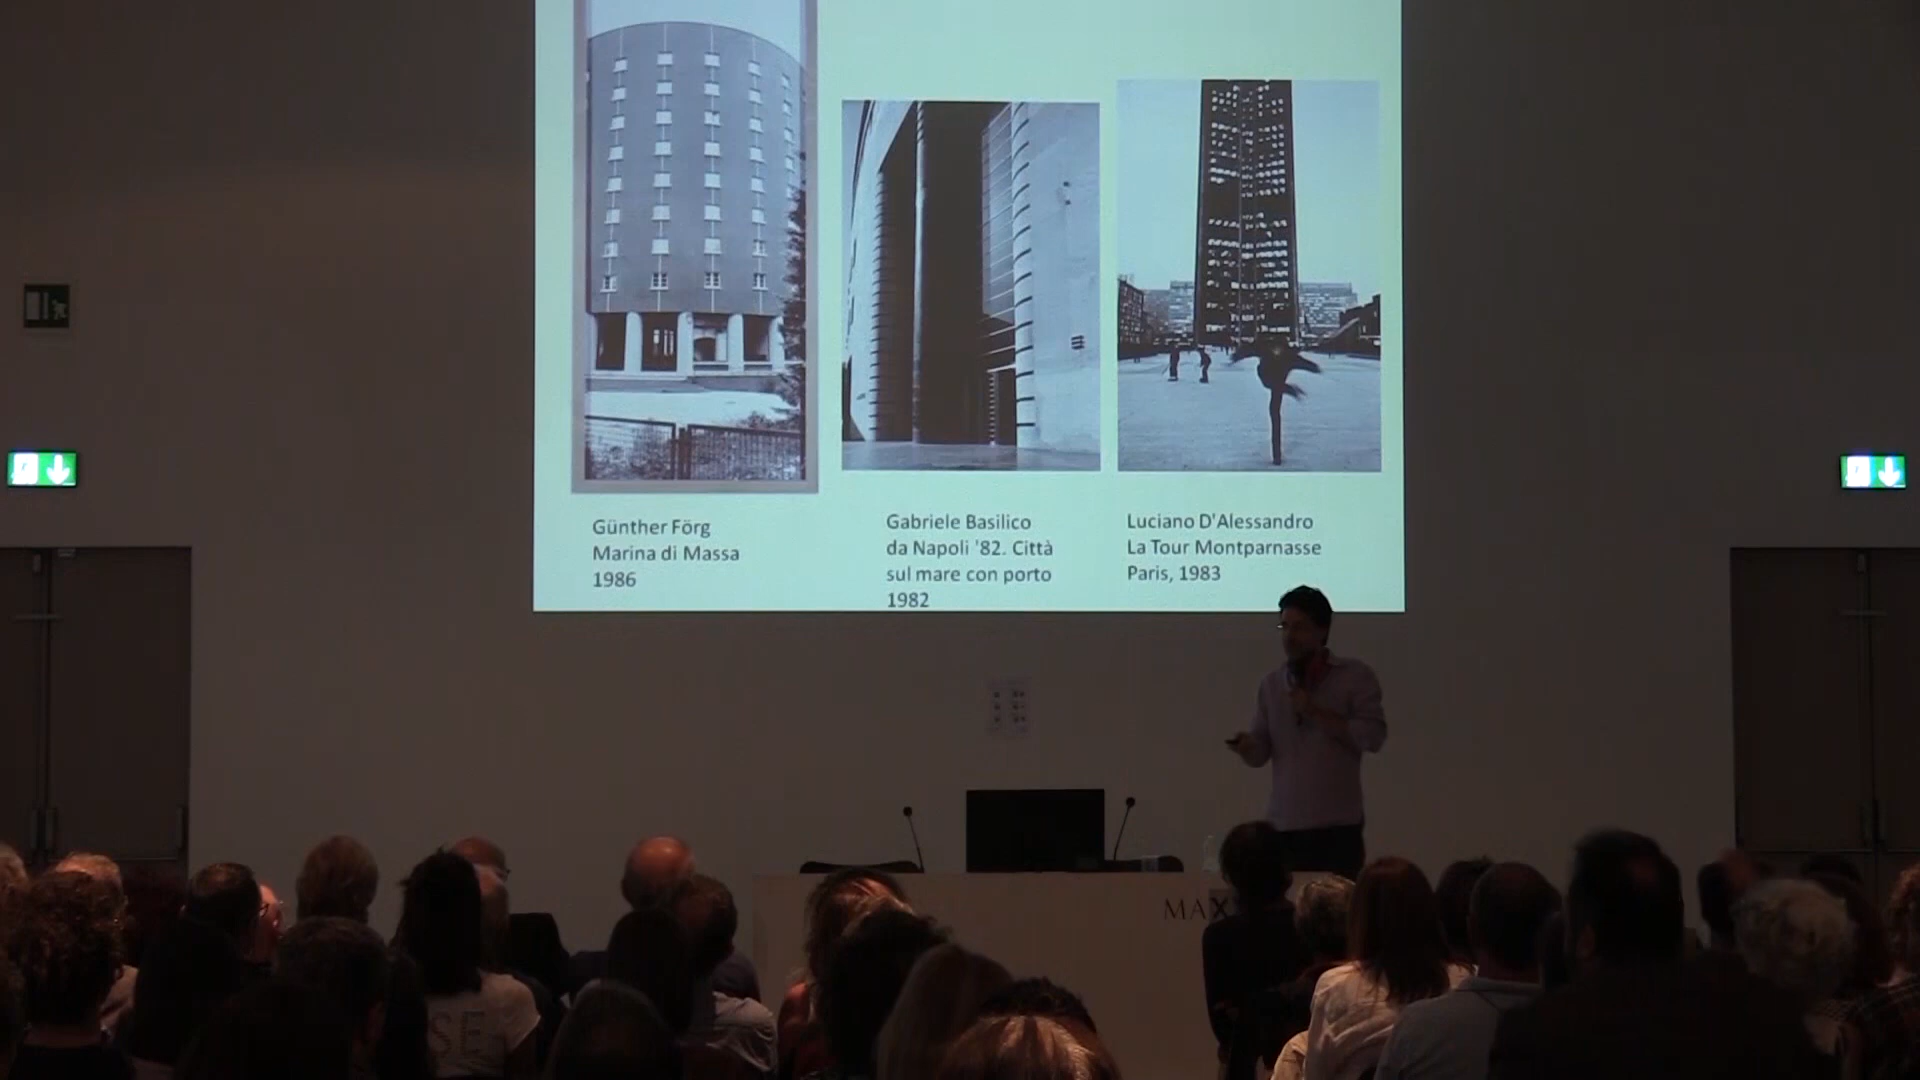 Günther Förg
Marina di Massa
1986
Gabriele Basilico
da Napoli '82. Città
sul mare con porto
1982
Luciano D'Alessandro
La Tour Montparnasse
Paris, 1983
MAX
SE